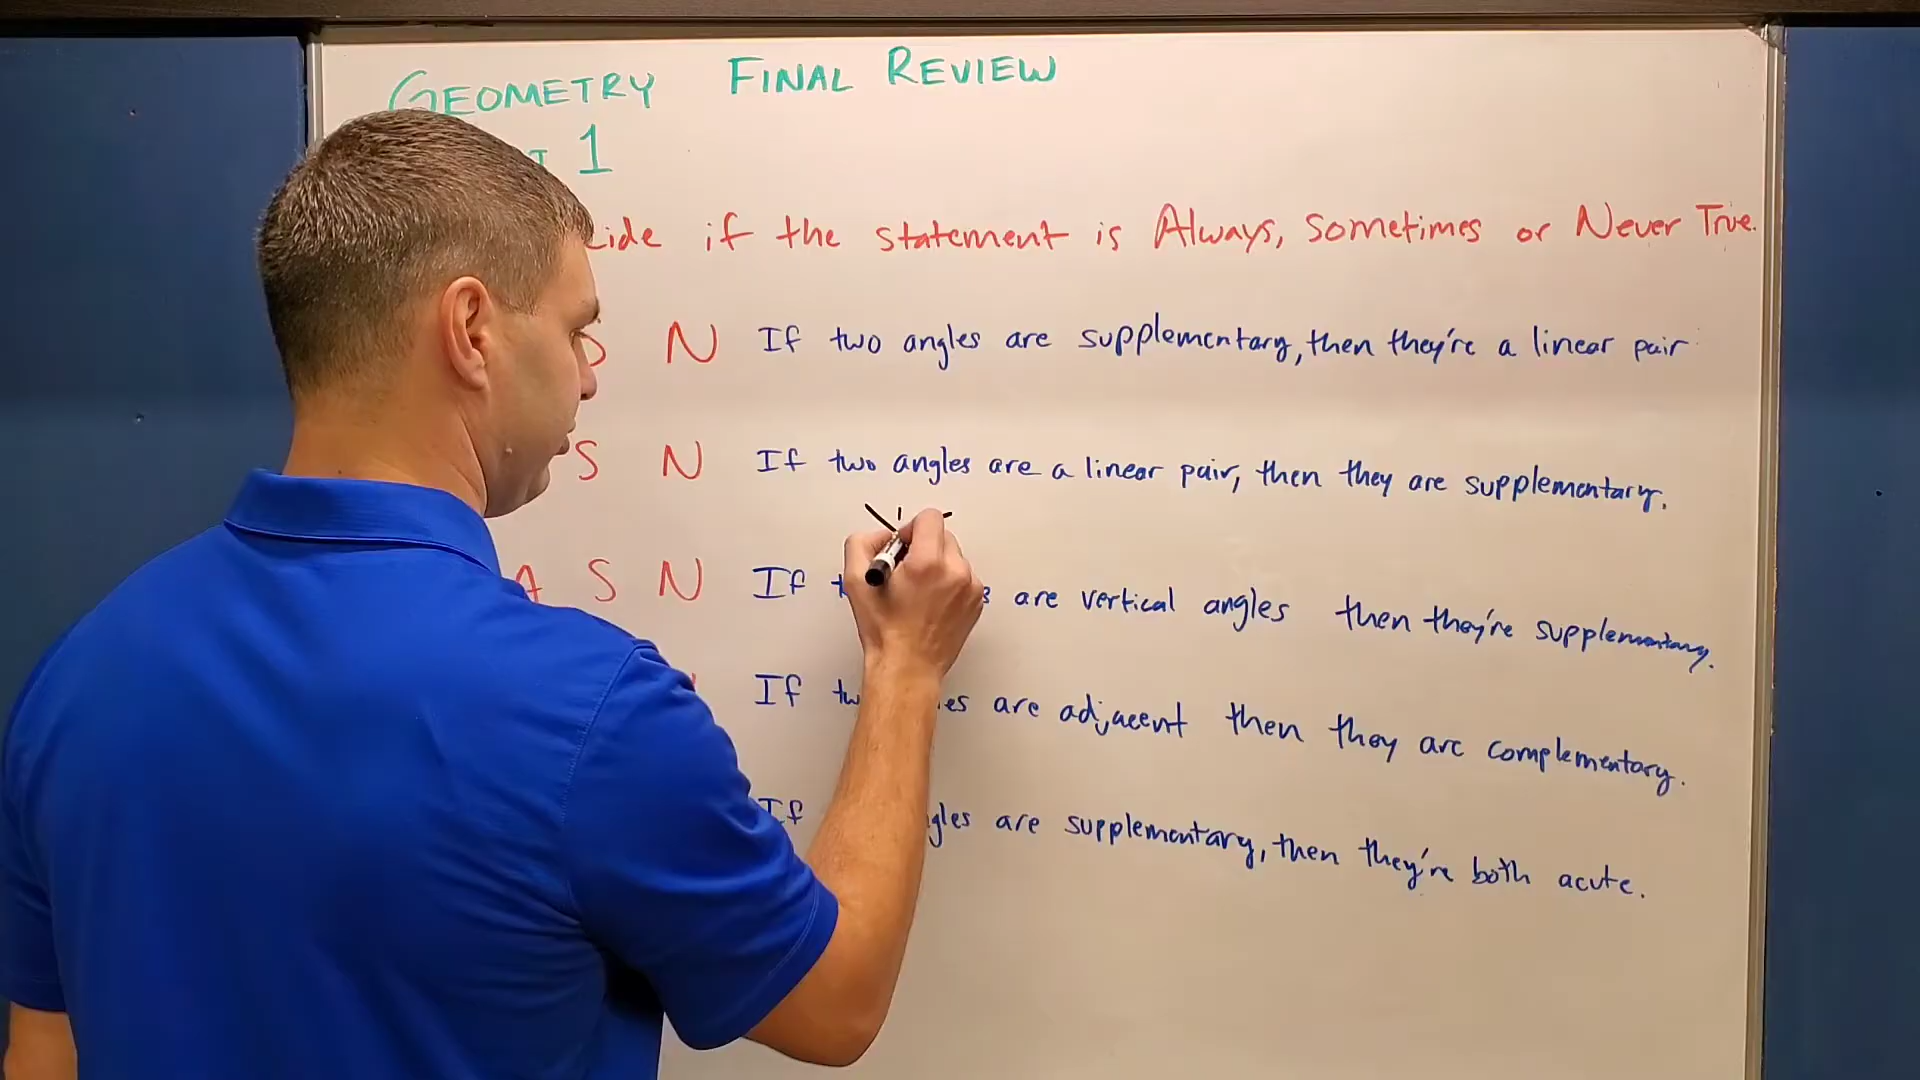 GEOMETRY FINAL REVIEW
1
if the statement is Always, Sometimes or Never True.
S N If two angles are supplementary, then they're a linear pair
S N If two angles are a linear pair, then they are supplementary.
A S N If are vertical angles then they're supplementary.
If are adjacent then they are complementary.
If are supplementary, then they're both acute.